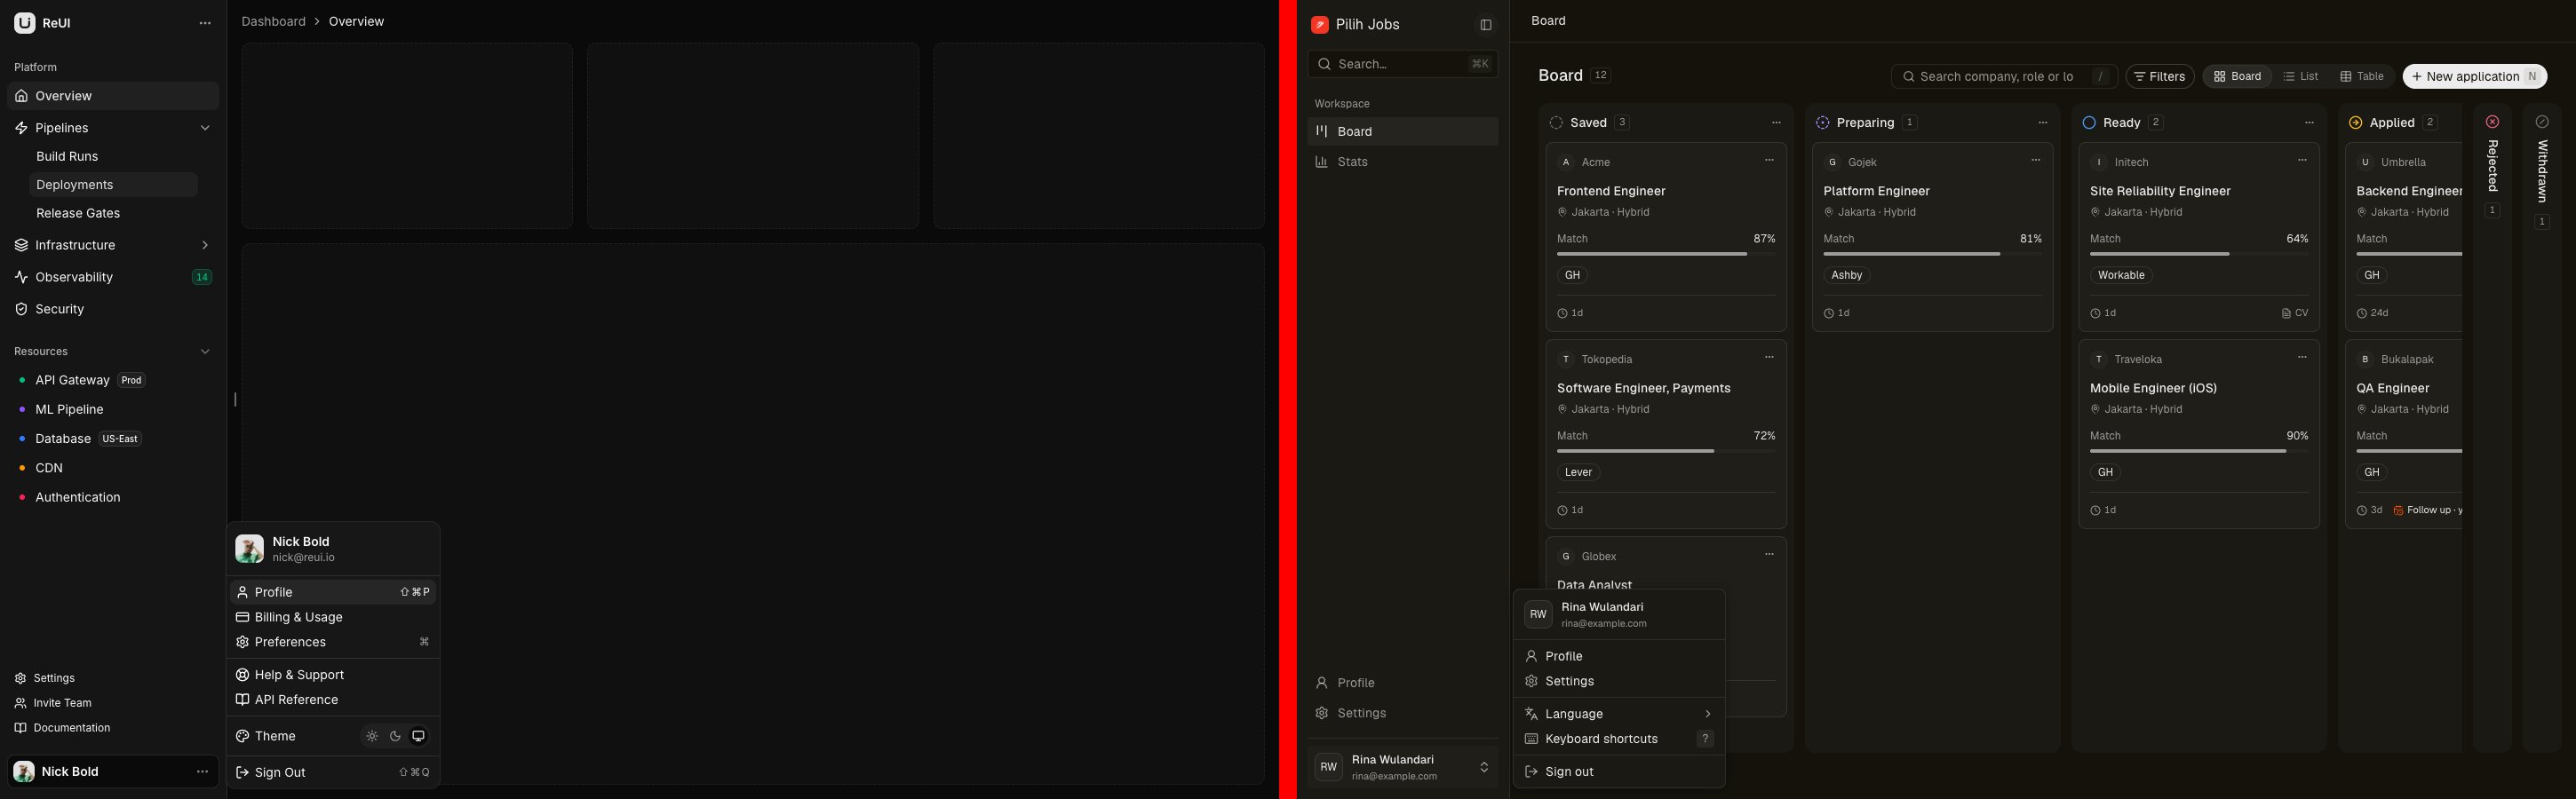 ReUI
Dashboard > Overview
Platform
Overview
Pipelines
Build Runs
Deployments
Release Gates
Infrastructure
Observability 14
Security
Resources
API Gateway Prod
ML Pipeline
Database US-East
CDN
Authentication
Nick Bold
nick@reui.io
Profile ⇧⌘P
Billing & Usage
Preferences ⌘
Help & Support
API Reference
Theme
Sign Out ⇧⌘Q
Settings
Invite Team
Documentation
Nick Bold
Pilih Jobs
Search... ⌘K
Workspace
Board
Stats
Profile
Settings
Rina Wulandari
rina@example.com
RW
Board
Board 12
Search company, role or lo /
Filters
Board
List
Table
+ New application N
Saved 3
A Acme
Frontend Engineer
Jakarta · Hybrid
Match 87%
GH
1d
T Tokopedia
Software Engineer, Payments
Jakarta · Hybrid
Match 72%
Lever
1d
G Globex
Data Analyst
Preparing 1
G Gojek
Platform Engineer
Jakarta · Hybrid
Match 81%
Ashby
1d
Ready 2
I Initech
Site Reliability Engineer
Jakarta · Hybrid
Match 64%
Workable
1d CV
T Traveloka
Mobile Engineer (iOS)
Jakarta · Hybrid
Match 90%
GH
1d
Applied 2
U Umbrella
Backend Engineer
Jakarta · Hybrid
Match
GH
24d
B Bukalapak
QA Engineer
Jakarta · Hybrid
Match
GH
3d Follow up · y
Rejected 1
Withdrawn 1
RW
Rina Wulandari
rina@example.com
Profile
Settings
Language
Keyboard shortcuts ?
Sign out